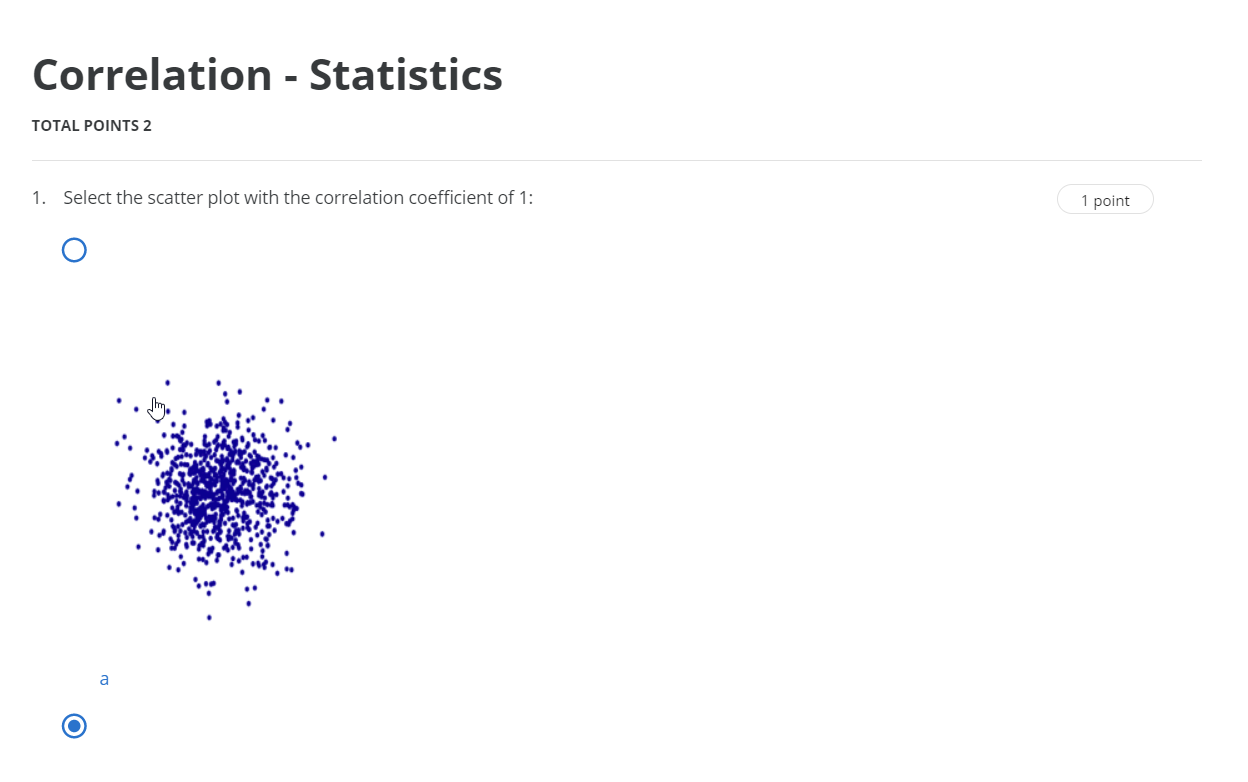 Correlation - Statistics
TOTAL POINTS 2
1. Select the scatter plot with the correlation coefficient of 1:
1 point
a